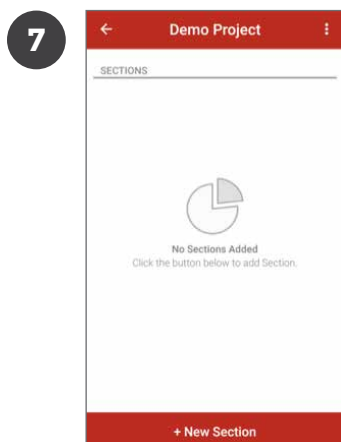 7
Demo Project
SECTIONS
No Sections Added
Click the button below to add Section.
+ New Section